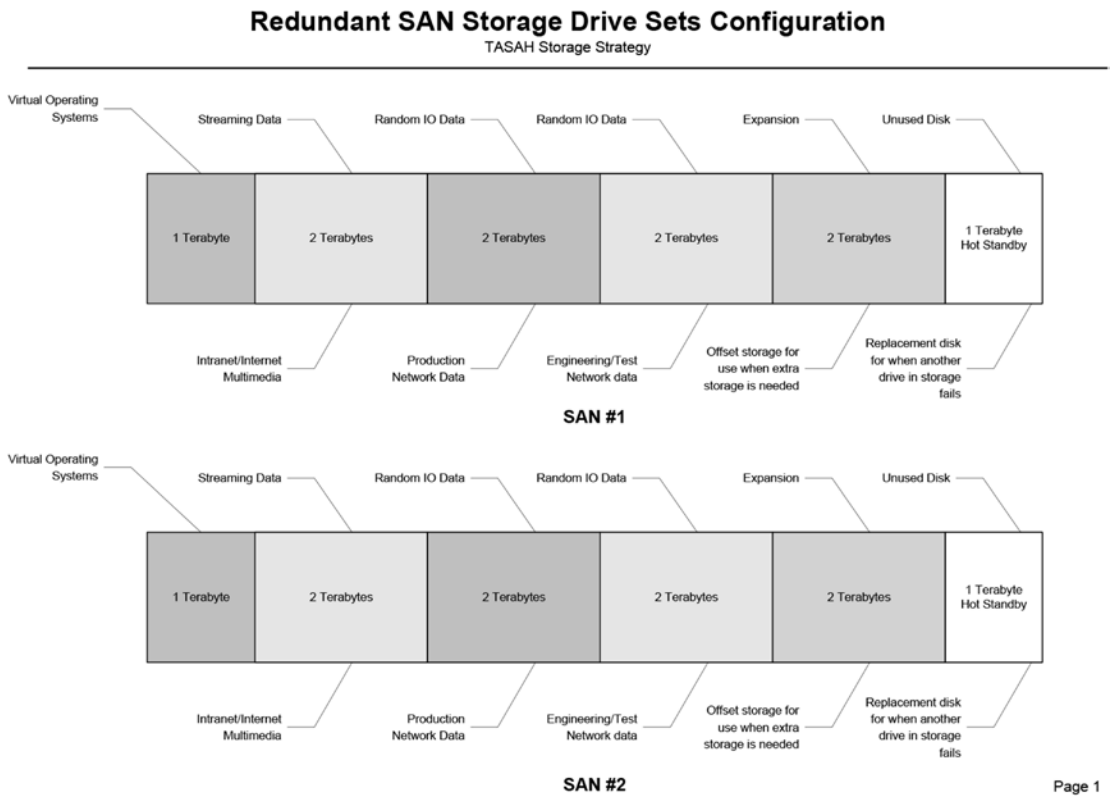 Redundant SAN Storage Drive Sets Configuration
TASAH Storage Strategy
Virtual Operating
Systems
Streaming Data
Random IO Data
Random IO Data
Expansion
Unused Disk
1 Terabyte
2 Terabytes
2 Terabytes
2 Terabytes
2 Terabytes
1 Terabyte
Hot Standby
Intranet/Internet
Multimedia
Production
Network Data
Engineering/Test
Network data
Offset storage for
use when extra
storage is needed
Replacement disk
for when another
drive in storage
fails
SAN #1
Virtual Operating
Systems
Streaming Data
Random IO Data
Random IO Data
Expansion
Unused Disk
1 Terabyte
2 Terabytes
2 Terabytes
2 Terabytes
2 Terabytes
1 Terabyte
Hot Standby
Intranet/Internet
Multimedia
Production
Network Data
Engineering/Test
Network data
Offset storage for
use when extra
storage is needed
Replacement disk
for when another
drive in storage
fails
SAN #2
Page 1